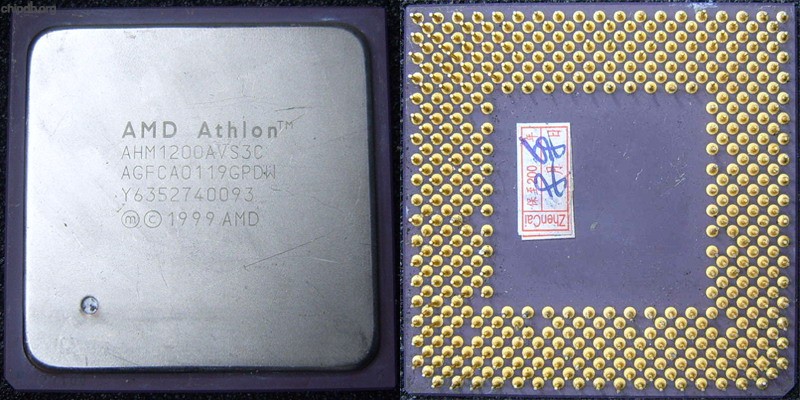 chipdb.org
AMD Athlon™
AHM1200AVS3C
AGFCA0119GPDW
Y6352740093
ⓜ © 1999 AMD
ZhenCai